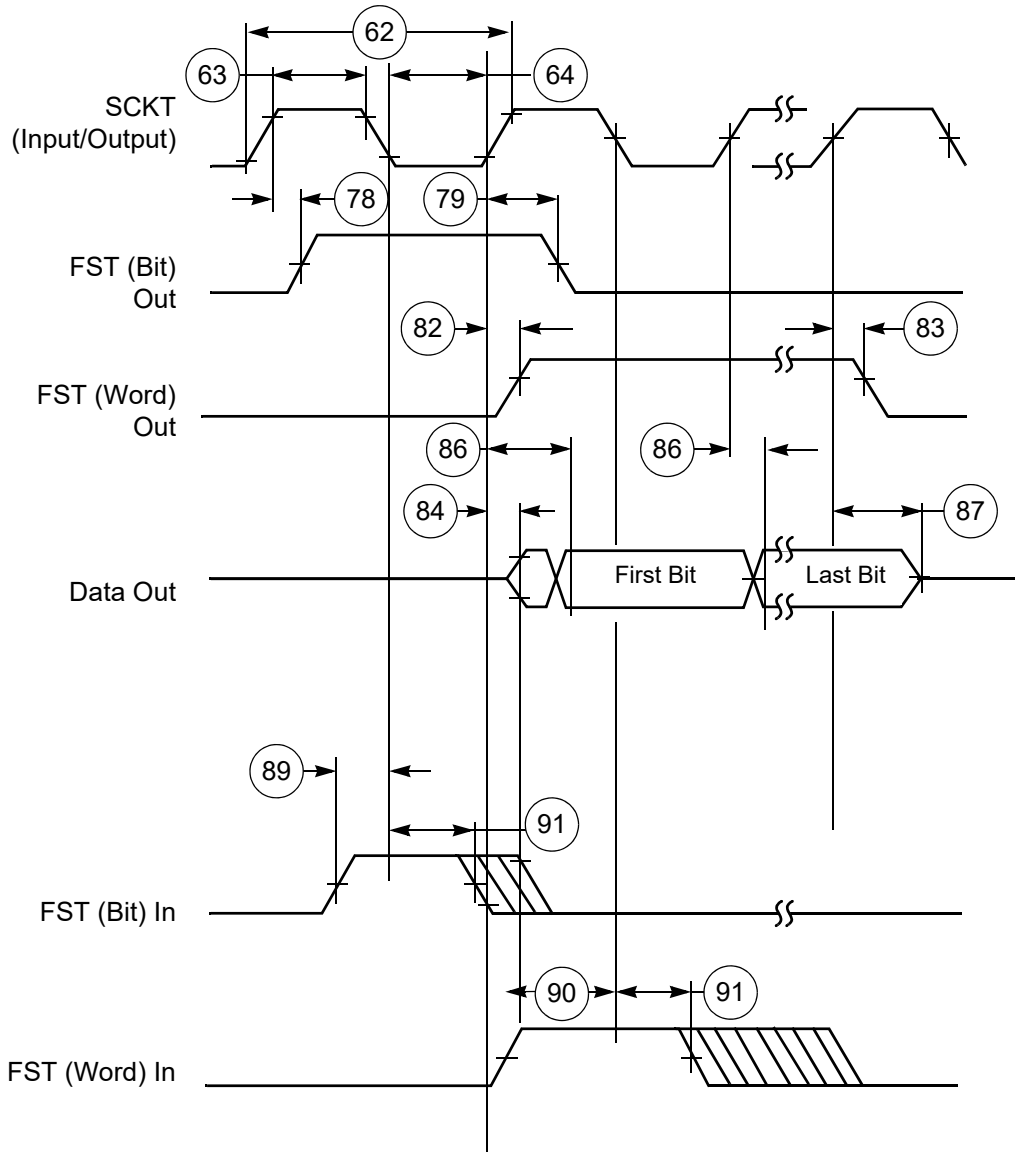 62
63
64
SCKT
(Input/Output)
78
79
FST (Bit)
Out
82
83
FST (Word)
Out
86
86
84
87
First Bit
Last Bit
Data Out
89
91
FST (Bit) In
90
91
FST (Word) In